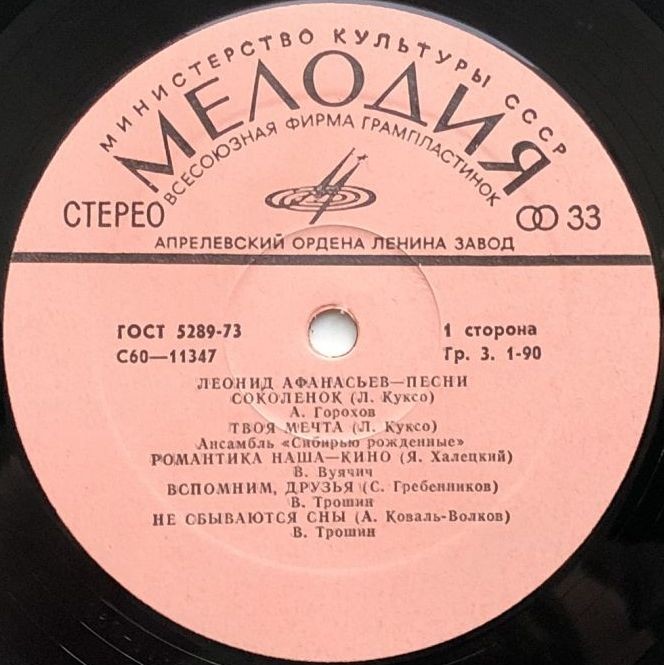 МИНИСТЕРСТВО КУЛЬТУРЫ СССР
МЕЛОДИЯ
ВСЕСОЮЗНАЯ ФИРМА ГРАМПЛАСТИНОК
СТЕРЕО
33
АПРЕЛЕВСКИЙ ОРДЕНА ЛЕНИНА ЗАВОД
ГОСТ 5289-73
1 сторона
С60—11347
Гр. 3. 1-90
ЛЕОНИД АФАНАСЬЕВ—ПЕСНИ
СОКОЛЕНОК (Л. Куксо)
А. Горохов
ТВОЯ МЕЧТА (Л. Куксо)
Ансамбль «Сибирью рожденные»
РОМАНТИКА НАША—КИНО (Я. Халецкий)
В. Вуячич
ВСПОМНИМ, ДРУЗЬЯ (С. Гребенников)
В. Трошин
НЕ СБЫВАЮТСЯ СНЫ (А. Коваль-Волков)
В. Трошин